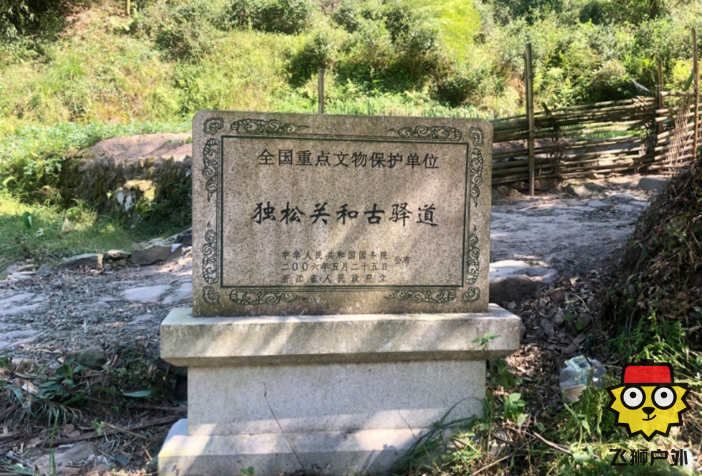 全国重点文物保护单位
独松关和古驿道
中华人民共和国国务院
二〇〇六年五月二十五日 公布
浙江省人民政府立
飞狮户外